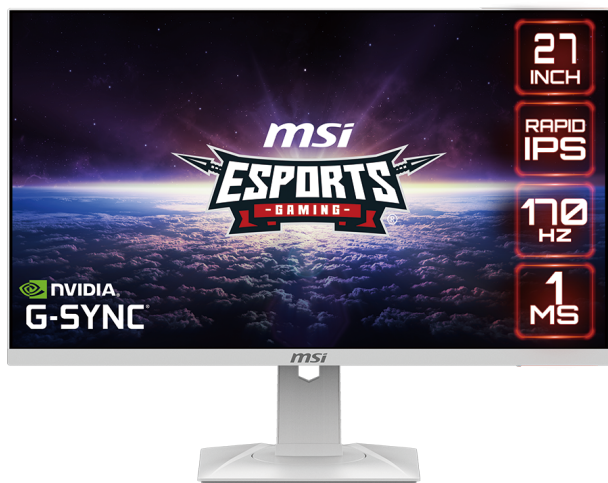 27
INCH
RAPID
IPS
170
HZ
1
MS
msi
ESPORTS
-GAMING-
®
NVIDIA.
G-SYNC®
msi